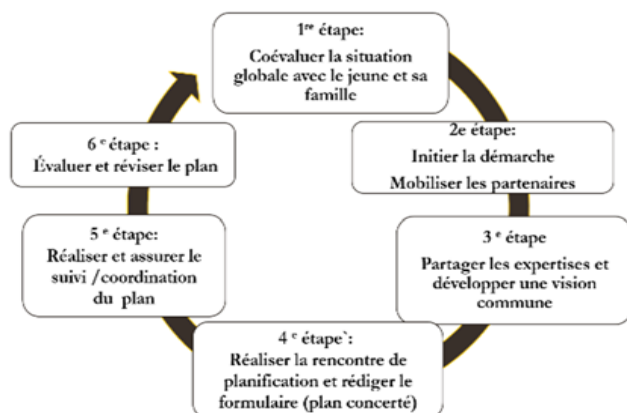 1re étape:
Coévaluer la situation
globale avec le jeune et sa
famille
2e étape:
Initier la démarche
Mobiliser les partenaires
3 e étape
Partager les expertises et
développer une vision
commune
4 e étape`:
Réaliser la rencontre de
planification et rédiger le
formulaire (plan concerté)
5 e étape:
Réaliser et assurer le
suivi /coordination
du plan
6 e étape :
Évaluer et réviser le plan